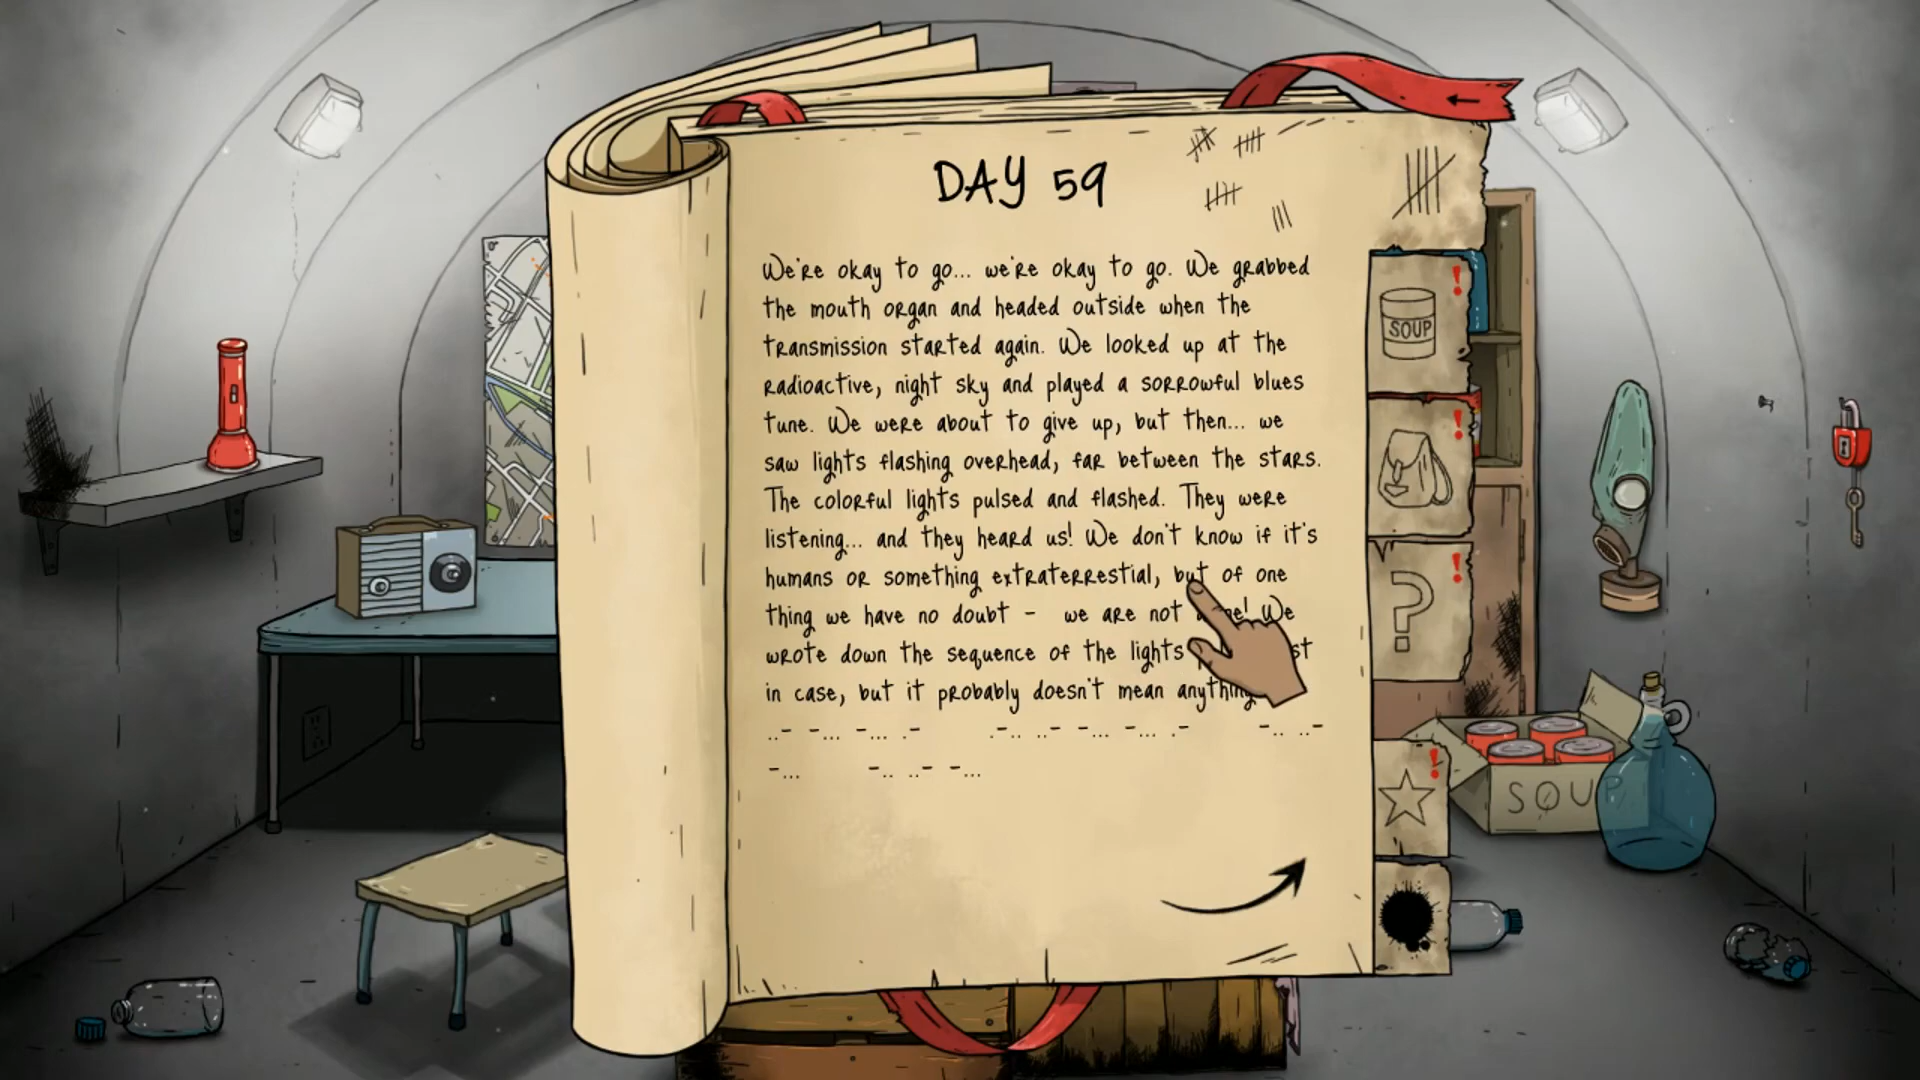 DAY 59
We're okay to go... we're okay to go. We grabbed
the mouth organ and headed outside when the
transmission started again. We looked up at the
radioactive, night sky and played a sorrowful blues
tune. We were about to give up, but then... we
saw lights flashing overhead, far between the stars.
The colorful lights pulsed and flashed. They were
listening... and they heard us! We don't know if it's
humans or something extraterrestial, but of one
thing we have no doubt - we are not We
wrote down the sequence of the lights
in case, but it probably doesn't mean anything
..- -... -... .- .-.. ..- -... -... .- -.. ..-
-... -.. ..- -...
SOUP
SOUP